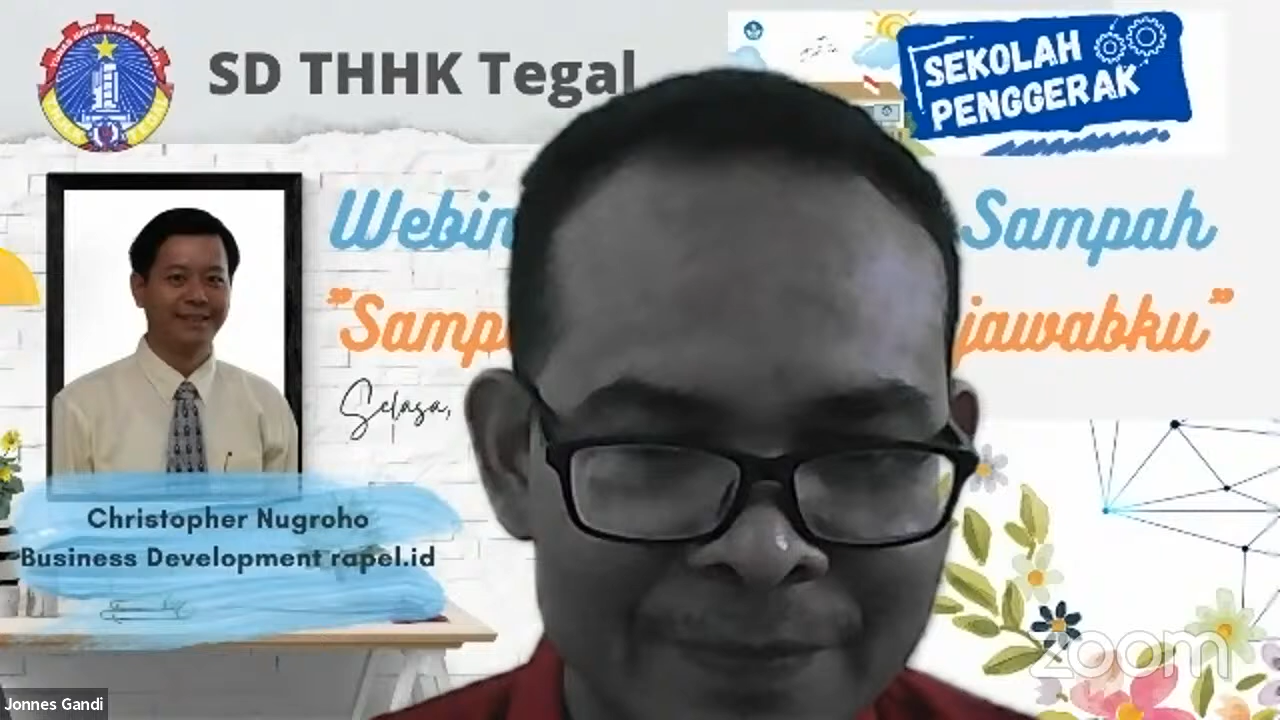 SD THHK Tegal
SEKOLAH
PENGGERAK
Webin
Sampah
"Samp
jawabku"
Selasa,
Christopher Nugroho
Business Development rapel.id
zoom
Jonnes Gandi